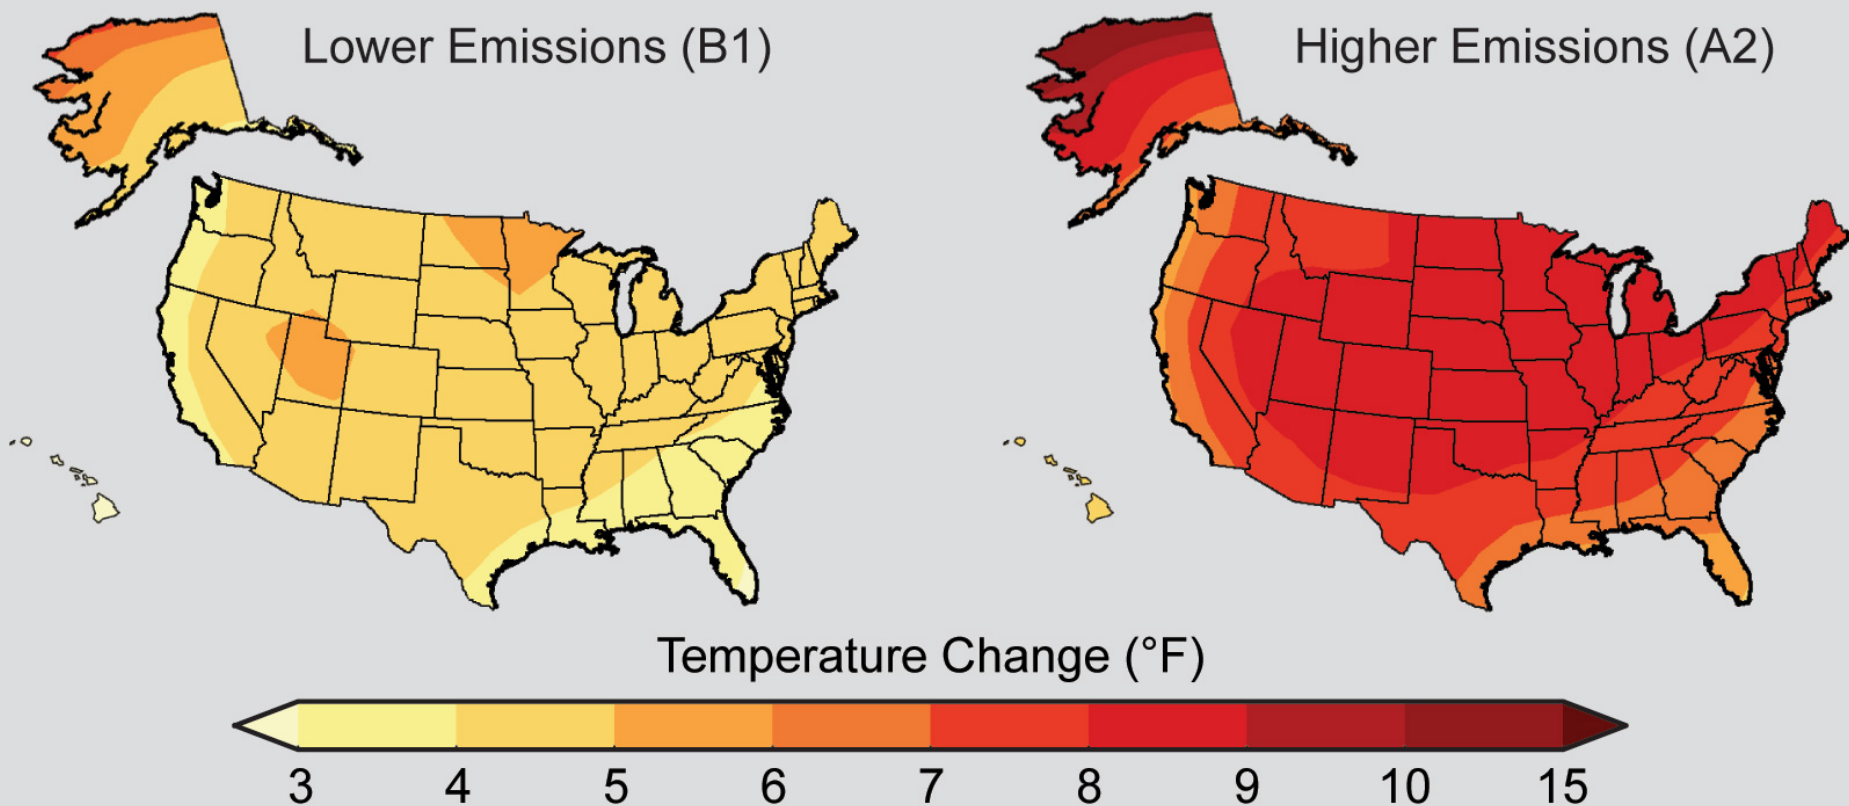 Lower Emissions (B1)
Higher Emissions (A2)
Temperature Change (°F)
3 4 5 6 7 8 9 10 15